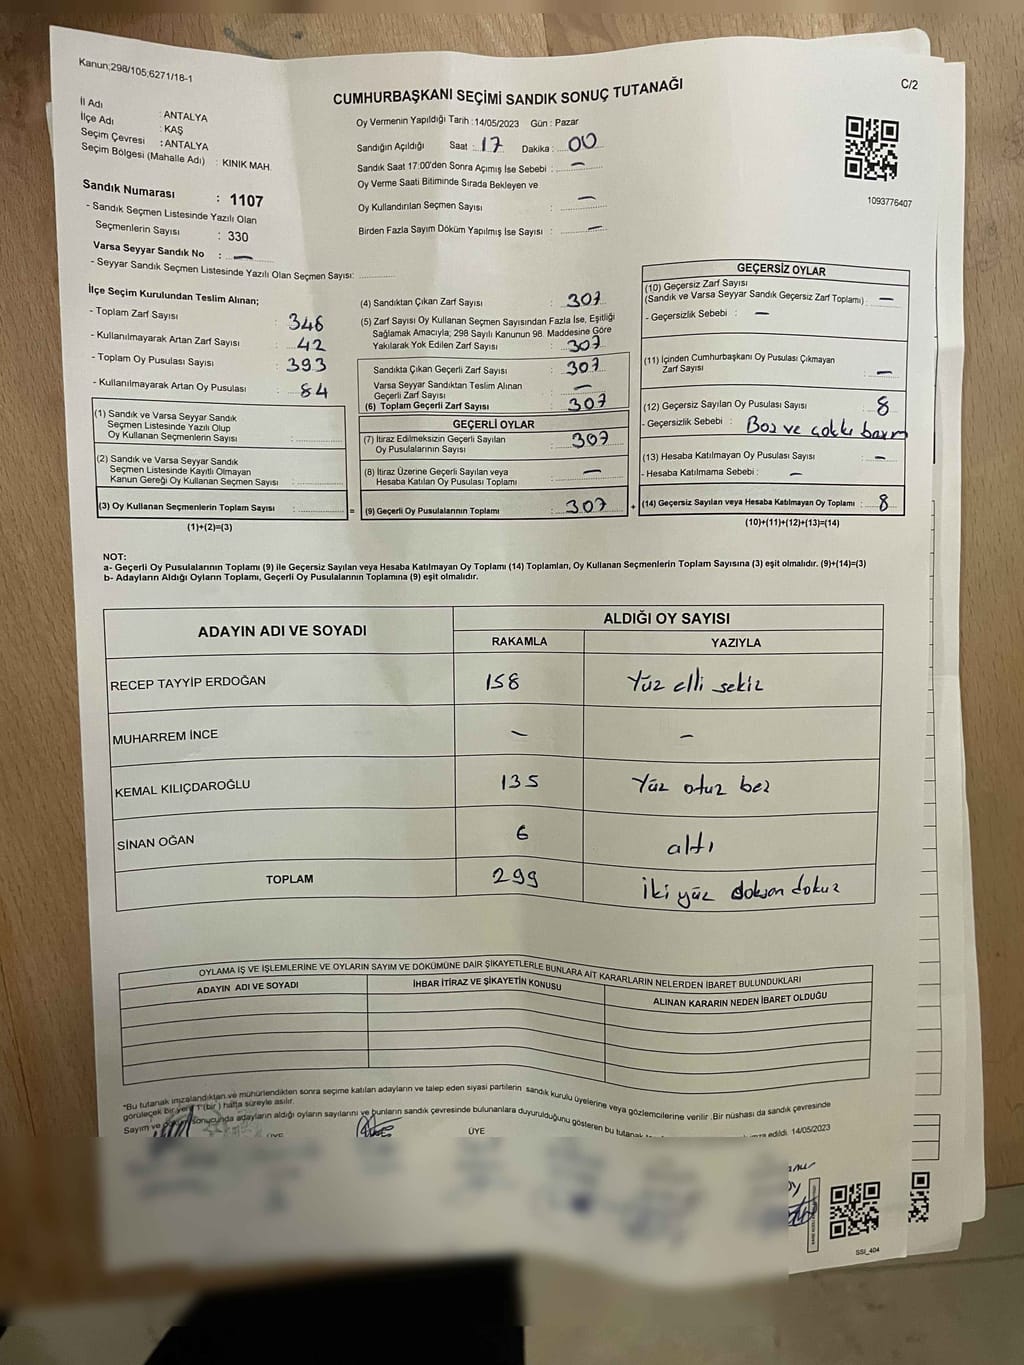 Kanun;298/105,6271/18-1
C/2
CUMHURBAŞKANI SEÇİMİ SANDIK SONUÇ TUTANAĞI
İl Adı : ANTALYA
İlçe Adı : KAŞ
Seçim Çevresi : ANTALYA
Seçim Bölgesi (Mahalle Adı) : KINIK MAH.
Oy Vermenin Yapıldığı Tarih : 14/05/2023 Gün : Pazar
Sandığın Açıldığı Saat : 17 Dakika : 00
Sandık Saat 17:00'den Sonra Açımış İse Sebebi : -
Oy Verme Saati Bitiminde Sırada Bekleyen ve
Oy Kullandırılan Seçmen Sayısı : -
Birden Fazla Sayım Döküm Yapılmış İse Sayısı : -
1093776407
Sandık Numarası : 1107
- Sandık Seçmen Listesinde Yazılı Olan
Seçmenlerin Sayısı : 330
Varsa Seyyar Sandık No : -
- Seyyar Sandık Seçmen Listesinde Yazılı Olan Seçmen Sayısı:
İlçe Seçim Kurulundan Teslim Alınan;
- Toplam Zarf Sayısı : 346
- Kullanılmayarak Artan Zarf Sayısı : 42
- Toplam Oy Pusulası Sayısı : 393
- Kullanılmayarak Artan Oy Pusulası : 84
(1) Sandık ve Varsa Seyyar Sandık
Seçmen Listesinde Yazılı Olup
Oy Kullanan Seçmenlerin Sayısı :
(2) Sandık ve Varsa Seyyar Sandık
Seçmen Listesinde Kayıtlı Olmayan
Kanun Gereği Oy Kullanan Seçmen Sayısı :
(3) Oy Kullanan Seçmenlerin Toplam Sayısı : =
(1)+(2)=(3)
(4) Sandıktan Çıkan Zarf Sayısı : 307
(5) Zarf Sayısı Oy Kullanan Seçmen Sayısından Fazla İse, Eşitliği
Sağlamak Amacıyla, 298 Sayılı Kanunun 98. Maddesine Göre
Yakılarak Yok Edilen Zarf Sayısı : 307
Sandıkta Çıkan Geçerli Zarf Sayısı : 307
Varsa Seyyar Sandıktan Teslim Alınan
Geçerli Zarf Sayısı : -
(6) Toplam Geçerli Zarf Sayısı : 307
GEÇERLİ OYLAR
(7) İtiraz Edilmeksizin Geçerli Sayılan
Oy Pusulalarının Sayısı : 307
(8) İtiraz Üzerine Geçerli Sayılan veya
Hesaba Katılan Oy Pusulası Toplamı : -
(9) Geçerli Oy Pusulalarının Toplamı : 307 +
GEÇERSİZ OYLAR
(10) Geçersiz Zarf Sayısı
(Sandık ve Varsa Seyyar Sandık Geçersiz Zarf Toplamı) : -
- Geçersizlik Sebebi : -
(11) İçinden Cumhurbaşkanı Oy Pusulası Çıkmayan
Zarf Sayısı : -
(12) Geçersiz Sayılan Oy Pusulası Sayısı : 8
- Geçersizlik Sebebi : Boş ve çoklu basım
(13) Hesaba Katılmayan Oy Pusulası Sayısı : -
- Hesaba Katılmama Sebebi : -
(14) Geçersiz Sayılan veya Hesaba Katılmayan Oy Toplamı : 8
(10)+(11)+(12)+(13)=(14)
NOT:
a- Geçerli Oy Pusulalarının Toplamı (9) ile Geçersiz Sayılan veya Hesaba Katılmayan Oy Toplamı (14) Toplamları, Oy Kullanan Seçmenlerin Toplam Sayısına (3) eşit olmalıdır. (9)+(14)=(3)
b- Adayların Aldığı Oyların Toplamı, Geçerli Oy Pusulalarının Toplamına (9) eşit olmalıdır.
ADAYIN ADI VE SOYADI ALDIĞI OY SAYISI
RAKAMLA YAZIYLA
RECEP TAYYİP ERDOĞAN 158 Yüz elli sekiz
MUHARREM İNCE - -
KEMAL KILIÇDAROĞLU 135 Yüz otuz beş
SİNAN OĞAN 6 altı
TOPLAM 299 İki yüz doksan dokuz
OYLAMA İŞ VE İŞLEMLERİNE VE OYLARIN SAYIM VE DÖKÜMÜNE DAİR ŞİKAYETLERLE BUNLARA AİT KARARLARIN NELERDEN İBARET BULUNDUKLARI
ADAYIN ADI VE SOYADI İHBAR İTİRAZ VE ŞİKAYETİN KONUSU ALINAN KARARIN NEDEN İBARET OLDUĞU
"Bu tutanak imzalandıktan ve mühürlendikten sonra seçime katılan adayların ve talep eden siyasi partilerin sandık kurulu üyelerine veya gözlemcilerine verilir. Bir nüshası da sandık çevresinde
görülecek bir yere 1 (bir) hafta süreyle asılır.
Sayım ve döküm sonucunda adayların aldığı oyların sayılarını ve bunların sandık çevresinde bulunanlara duyurulduğunu gösteren bu tutanak edildi. 14/05/2023
ÜYE ÜYE
SSI_404